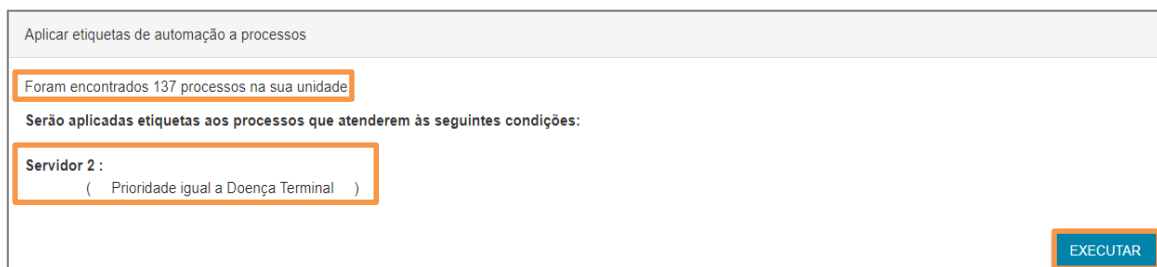 Aplicar etiquetas de automação a processos
Foram encontrados 137 processos na sua unidade
Serão aplicadas etiquetas aos processos que atenderem às seguintes condições:
Servidor 2 :
( Prioridade igual a Doença Terminal )
EXECUTAR